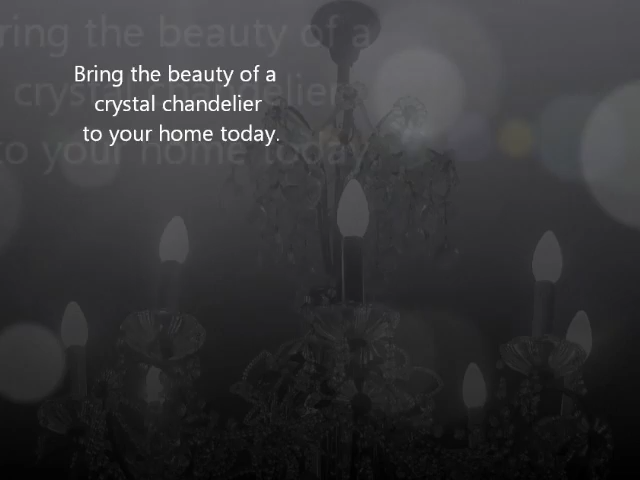 Bring the beauty of a
crystal chandelier
to your home today.